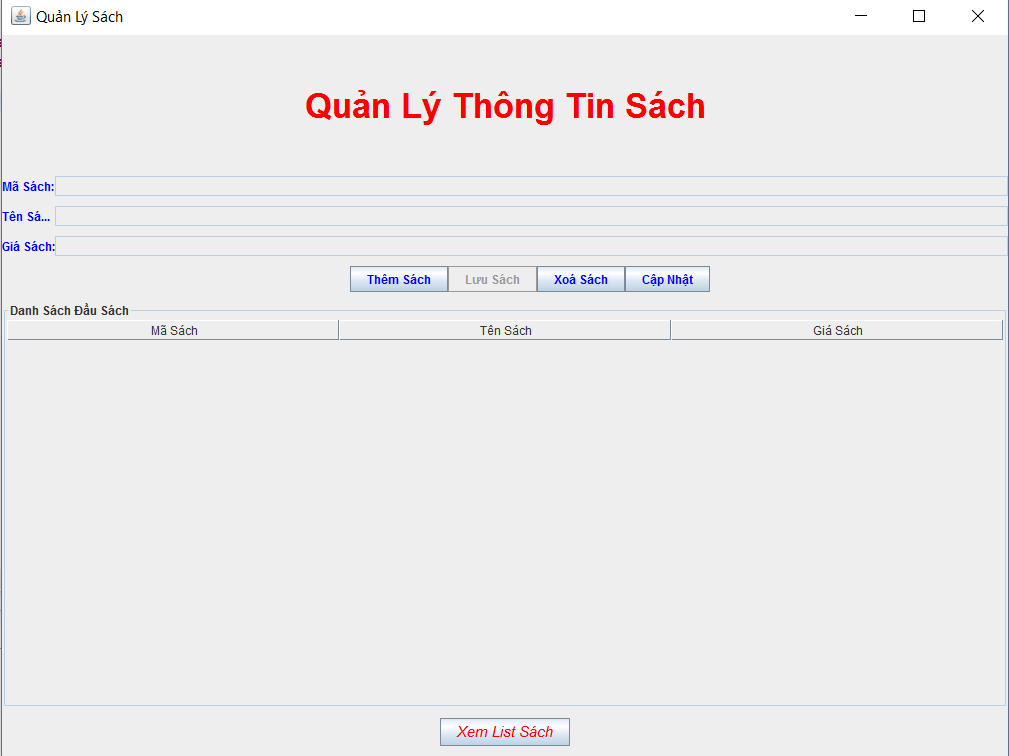 Quản Lý Sách
Quản Lý Thông Tin Sách
Mã Sách:
Tên Sá...
Giá Sách:
Thêm Sách Lưu Sách Xoá Sách Cập Nhật
Danh Sách Đầu Sách
Mã Sách Tên Sách Giá Sách
Xem List Sách